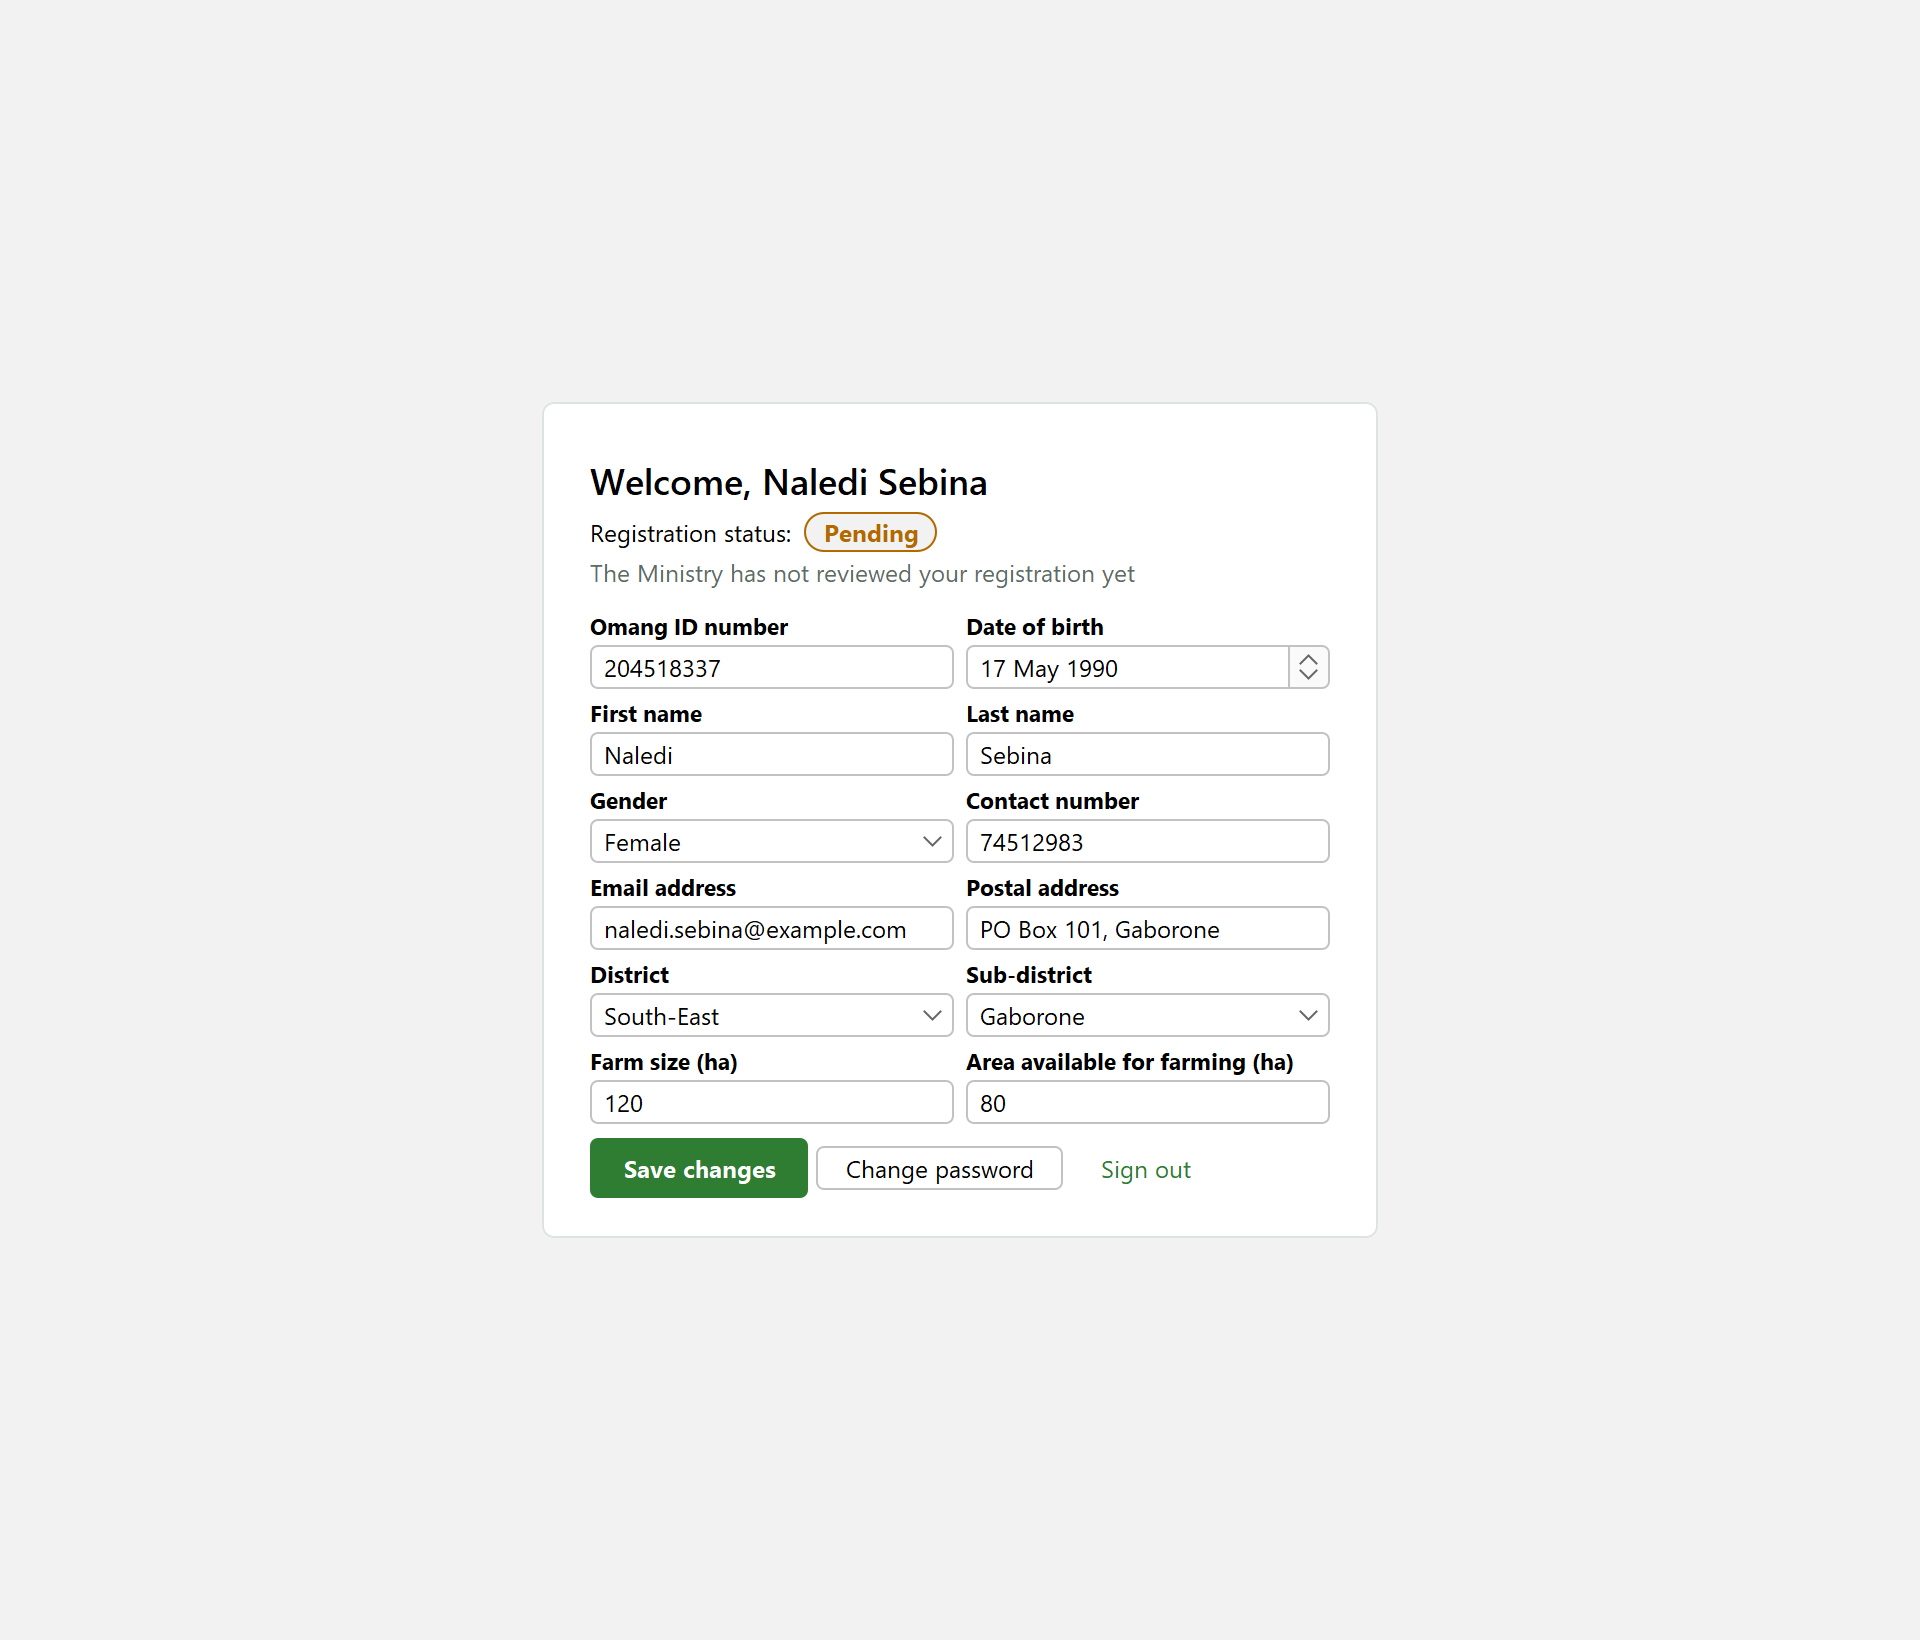 Welcome, Naledi Sebina
Registration status: Pending
The Ministry has not reviewed your registration yet
Omang ID number Date of birth
204518337 17 May 1990
First name Last name
Naledi Sebina
Gender Contact number
Female 74512983
Email address Postal address
naledi.sebina@example.com PO Box 101, Gaborone
District Sub-district
South-East Gaborone
Farm size (ha) Area available for farming (ha)
120 80
Save changes Change password Sign out